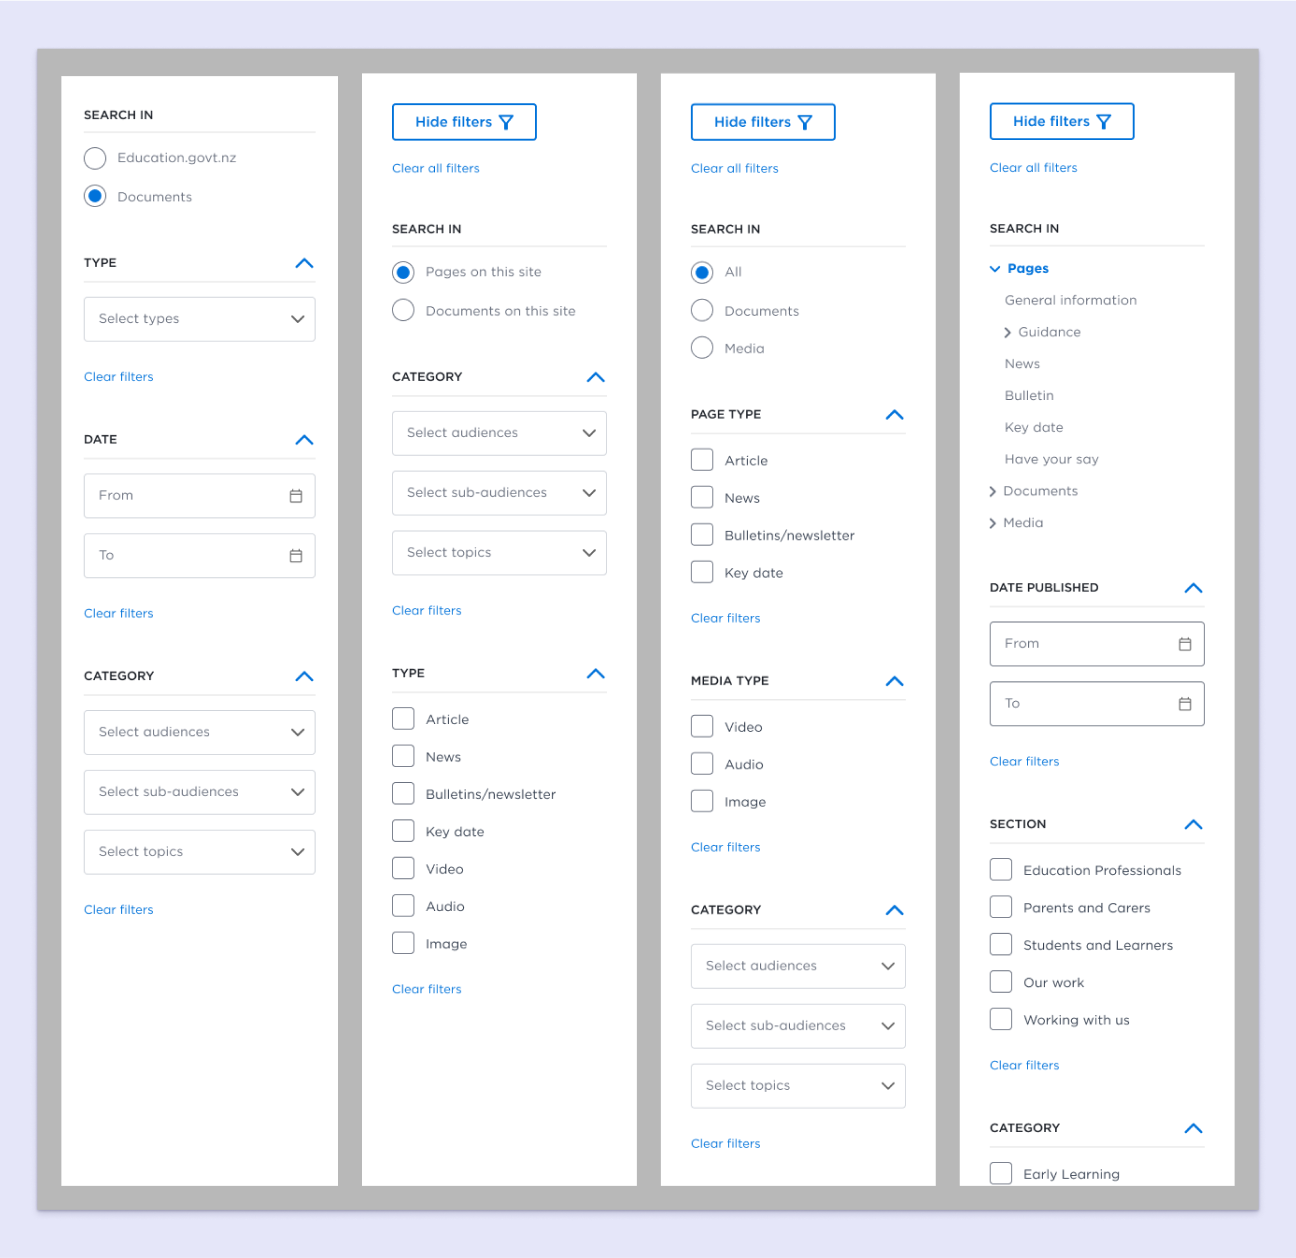 SEARCH IN
Education.govt.nz
Documents
TYPE
Select types
Clear filters
DATE
From
To
Clear filters
CATEGORY
Select audiences
Select sub-audiences
Select topics
Clear filters
Hide filters
Clear all filters
SEARCH IN
Pages on this site
Documents on this site
CATEGORY
Select audiences
Select sub-audiences
Select topics
Clear filters
TYPE
Article
News
Bulletins/newsletter
Key date
Video
Audio
Image
Clear filters
Hide filters
Clear all filters
SEARCH IN
All
Documents
Media
PAGE TYPE
Article
News
Bulletins/newsletter
Key date
Clear filters
MEDIA TYPE
Video
Audio
Image
Clear filters
CATEGORY
Select audiences
Select sub-audiences
Select topics
Clear filters
Hide filters
Clear all filters
SEARCH IN
Pages
General information
Guidance
News
Bulletin
Key date
Have your say
Documents
Media
DATE PUBLISHED
From
To
Clear filters
SECTION
Education Professionals
Parents and Carers
Students and Learners
Our work
Working with us
Clear filters
CATEGORY
Early Learning